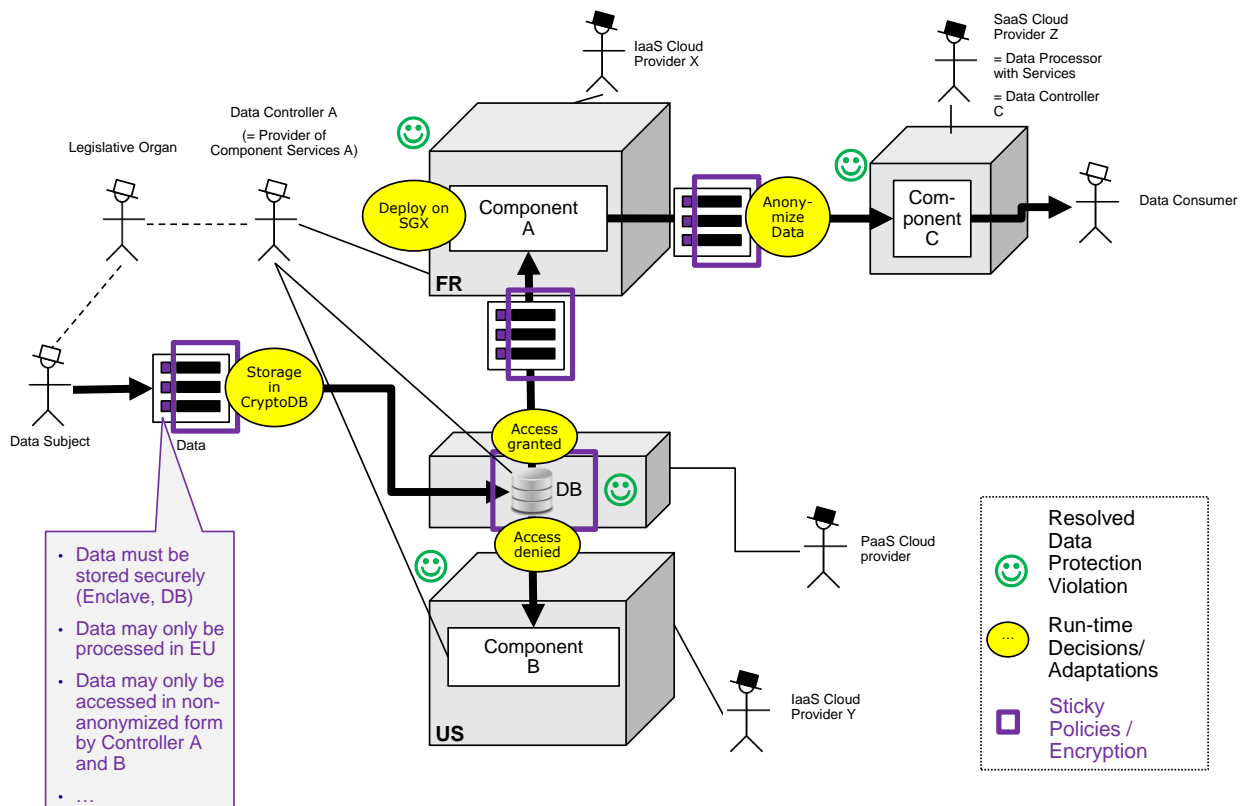 IaaS Cloud
Provider X
SaaS Cloud
Provider Z
= Data Processor
with Services
= Data Controller
C
Data Controller A
(= Provider of
Component Services A)
Legislative Organ
Deploy on
SGX
Component
A
Anony-
mize
Data
Com-
ponent
C
Data Consumer
FR
Storage
in
CryptoDB
Data Subject
Data
Access
granted
DB
Access
denied
PaaS Cloud
provider
Component
B
US
IaaS Cloud
Provider Y
• Data must be
stored securely
(Enclave, DB)
• Data may only be
processed in EU
• Data may only be
accessed in non-
anonymized form
by Controller A
and B
• …
Resolved
Data
Protection
Violation
…
Run-time
Decisions/
Adaptations
Sticky
Policies /
Encryption